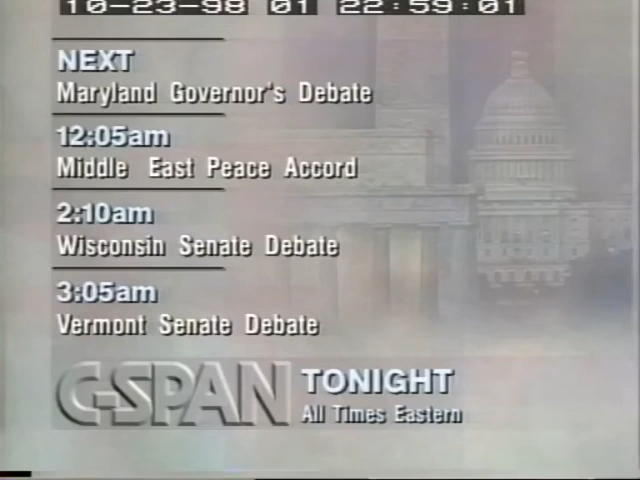 10-23-98 01 22:59:01
NEXT
Maryland Governor's Debate
12:05am
Middle East Peace Accord
2:10am
Wisconsin Senate Debate
3:05am
Vermont Senate Debate
C-SPAN TONIGHT
All Times Eastern